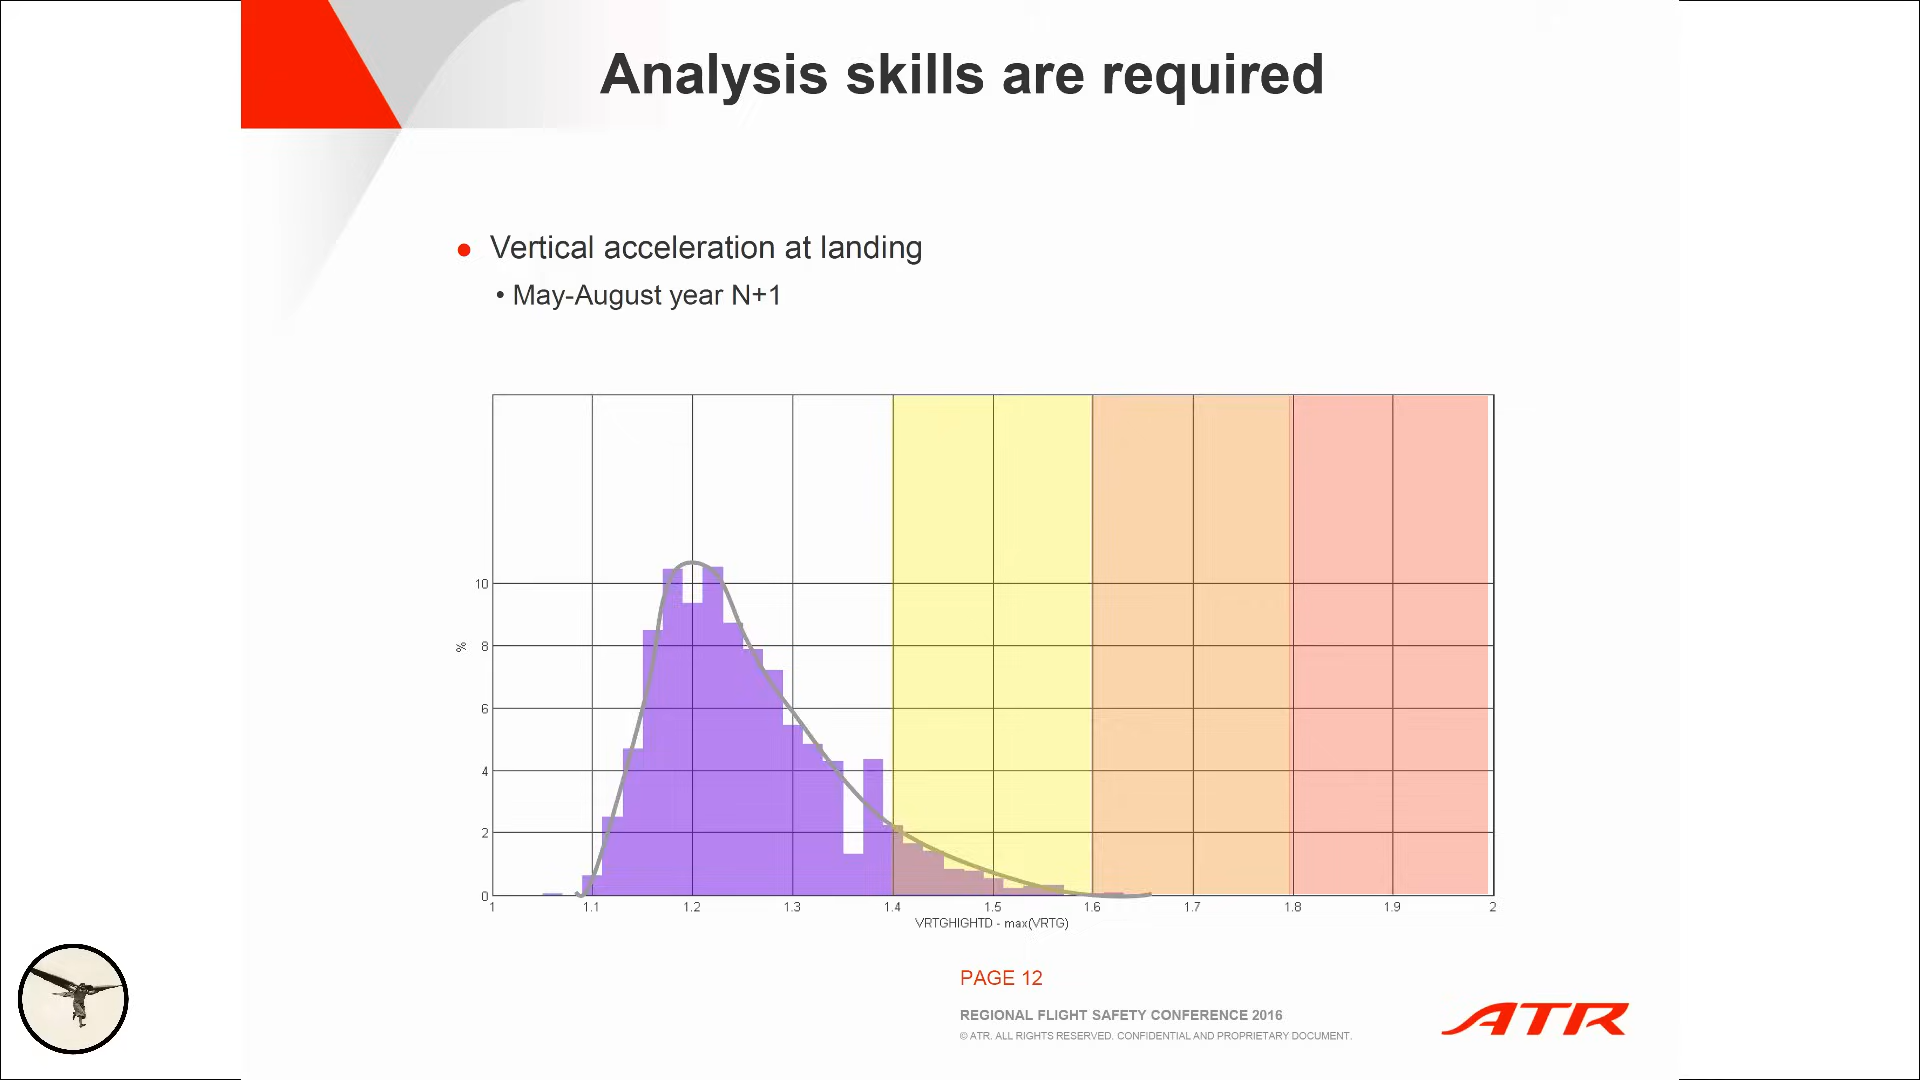 Analysis skills are required
● Vertical acceleration at landing
• May-August year N+1
10
%
8
6
4
2
0
1 1.1 1.2 1.3 1.4 1.5 1.6 1.7 1.8 1.9 2
VRTGHIGHTD - max(VRTG)
PAGE 12
REGIONAL FLIGHT SAFETY CONFERENCE 2016
© ATR. ALL RIGHTS RESERVED. CONFIDENTIAL AND PROPRIETARY DOCUMENT.
ATR